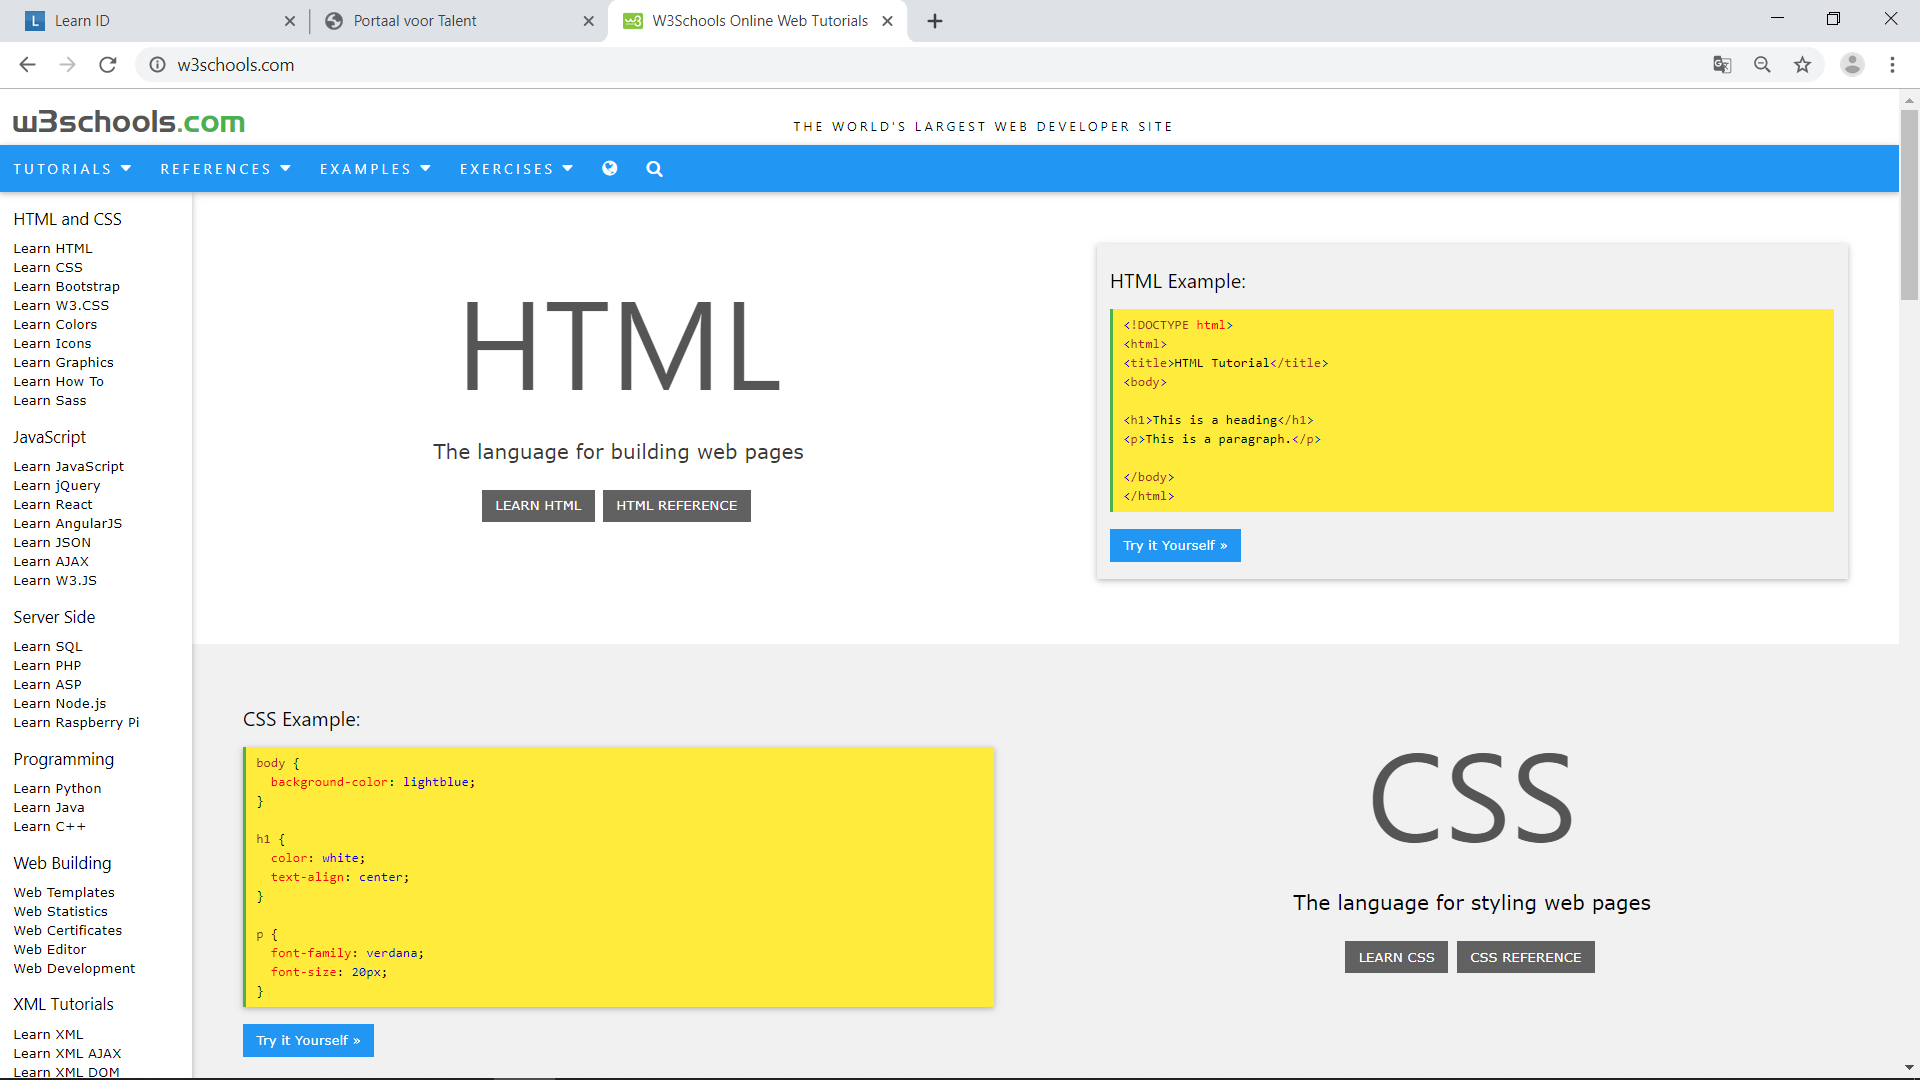 Learn ID
Portaal voor Talent
W3Schools Online Web Tutorials
w3schools.com
w3schools.com
THE WORLD'S LARGEST WEB DEVELOPER SITE
TUTORIALS
REFERENCES
EXAMPLES
EXERCISES
HTML and CSS
Learn HTML
Learn CSS
Learn Bootstrap
Learn W3.CSS
Learn Colors
Learn Icons
Learn Graphics
Learn How To
Learn Sass
JavaScript
Learn JavaScript
Learn jQuery
Learn React
Learn AngularJS
Learn JSON
Learn AJAX
Learn W3.JS
Server Side
Learn SQL
Learn PHP
Learn ASP
Learn Node.js
Learn Raspberry Pi
Programming
Learn Python
Learn Java
Learn C++
Web Building
Web Templates
Web Statistics
Web Certificates
Web Editor
Web Development
XML Tutorials
Learn XML
Learn XML AJAX
Learn XML DOM
HTML
The language for building web pages
LEARN HTML
HTML REFERENCE
HTML Example:
<!DOCTYPE html>
<html>
<title>HTML Tutorial</title>
<body>
<h1>This is a heading</h1>
<p>This is a paragraph.</p>
</body>
</html>
Try it Yourself »
CSS Example:
body {
background-color: lightblue;
}
h1 {
color: white;
text-align: center;
}
p {
font-family: verdana;
font-size: 20px;
}
Try it Yourself »
CSS
The language for styling web pages
LEARN CSS
CSS REFERENCE